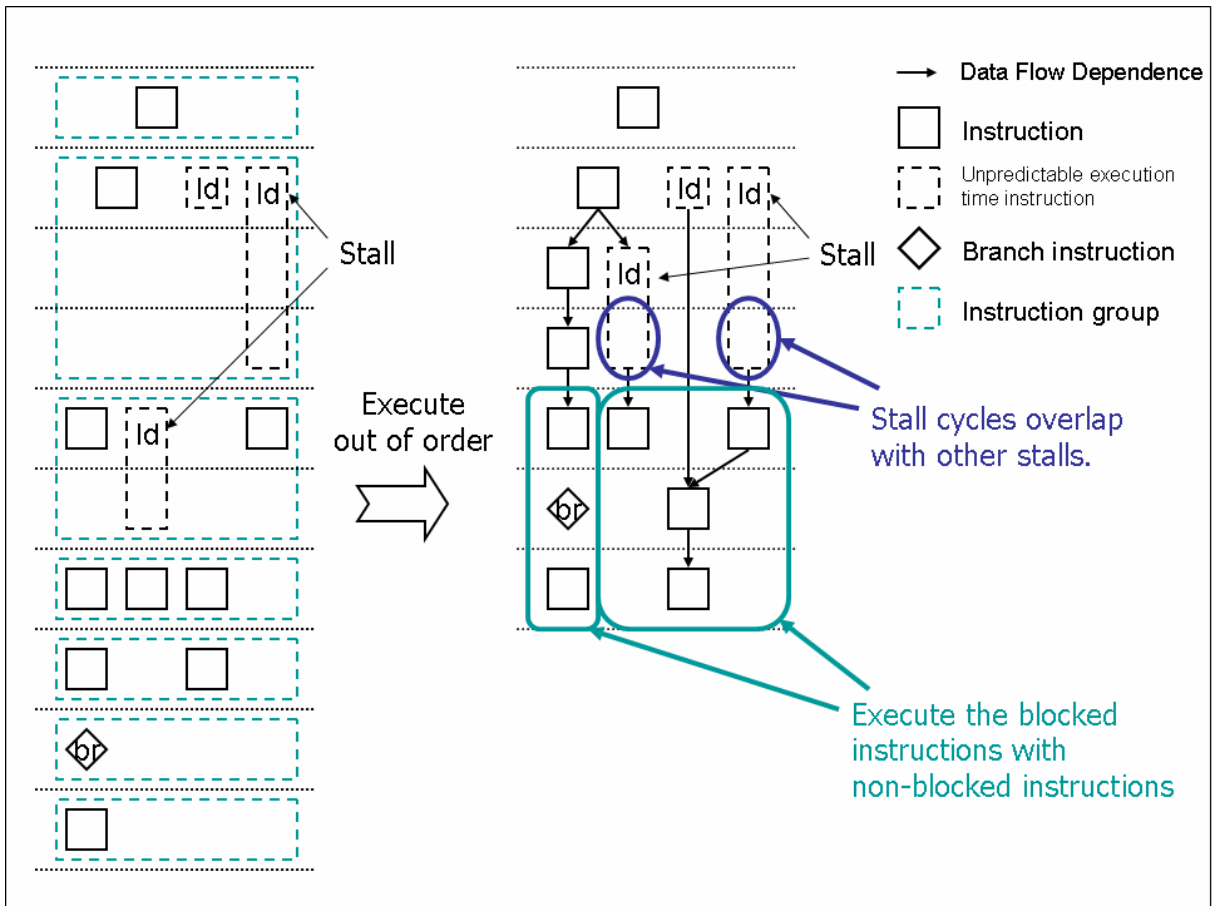 Data Flow Dependence
Instruction
Unpredictable execution
time instruction
Branch instruction
Instruction group
ld
ld
Stall
ld
br
Execute
out of order
ld
ld
ld
Stall
br
Stall cycles overlap
with other stalls.
Execute the blocked
instructions with
non-blocked instructions